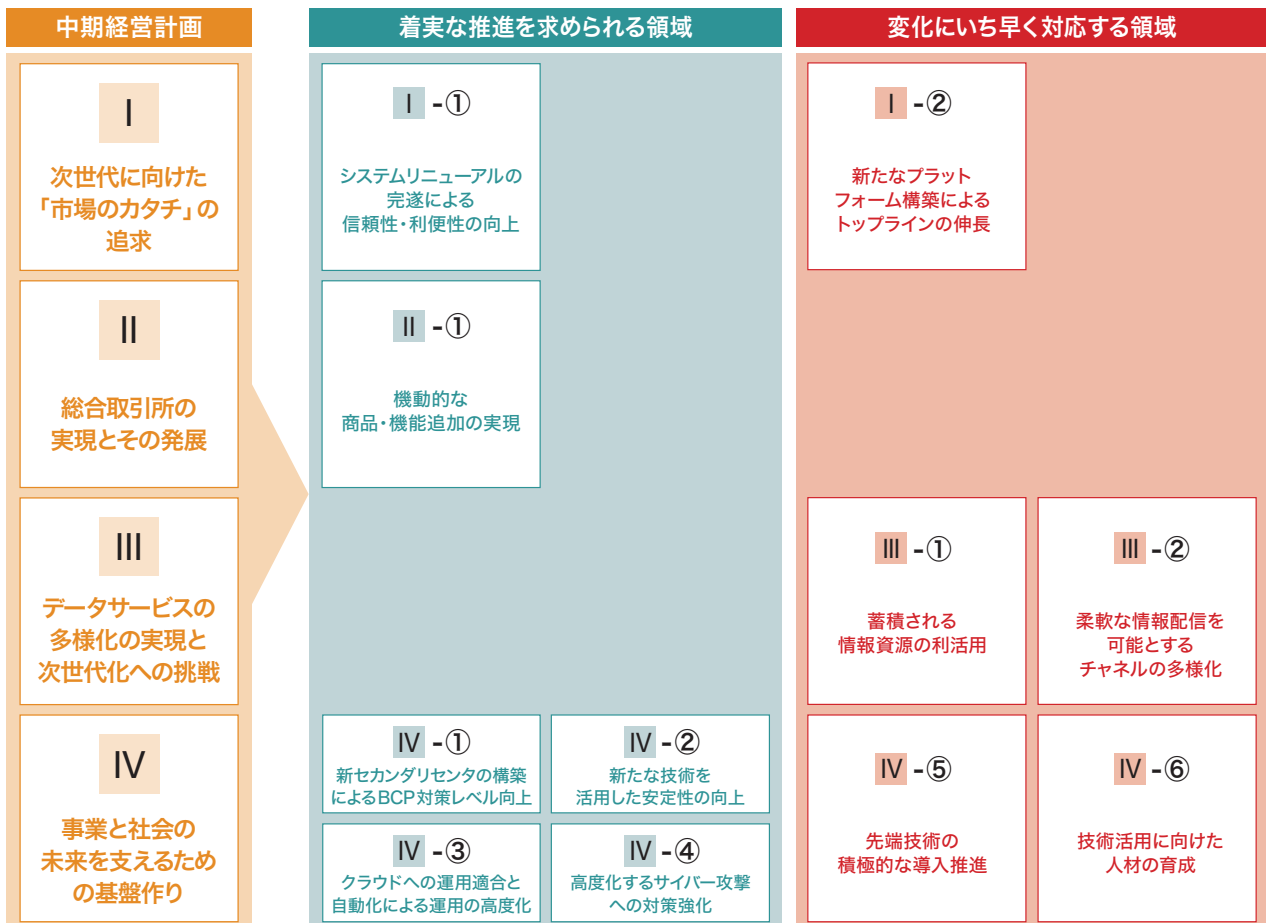 中期経営計画
着実な推進を求められる領域
変化にいち早く対応する領域
Ⅰ
次世代に向けた
「市場のカタチ」の
追求
Ⅰ-①
システムリニューアルの
完遂による
信頼性・利便性の向上
Ⅰ-②
新たなプラット
フォーム構築による
トップラインの伸長
Ⅱ
総合取引所の
実現とその発展
Ⅱ-①
機動的な
商品・機能追加の実現
Ⅲ
データサービスの
多様化の実現と
次世代化への挑戦
Ⅲ-①
蓄積される
情報資源の利活用
Ⅲ-②
柔軟な情報配信を
可能とする
チャネルの多様化
Ⅳ
事業と社会の
未来を支えるため
の基盤作り
Ⅳ-①
新セカンダリセンタの構築
によるBCP対策レベル向上
Ⅳ-②
新たな技術を
活用した安定性の向上
Ⅳ-③
クラウドへの運用適合と
自動化による運用の高度化
Ⅳ-④
高度化するサイバー攻撃
への対策強化
Ⅳ-⑤
先端技術の
積極的な導入推進
Ⅳ-⑥
技術活用に向けた
人材の育成